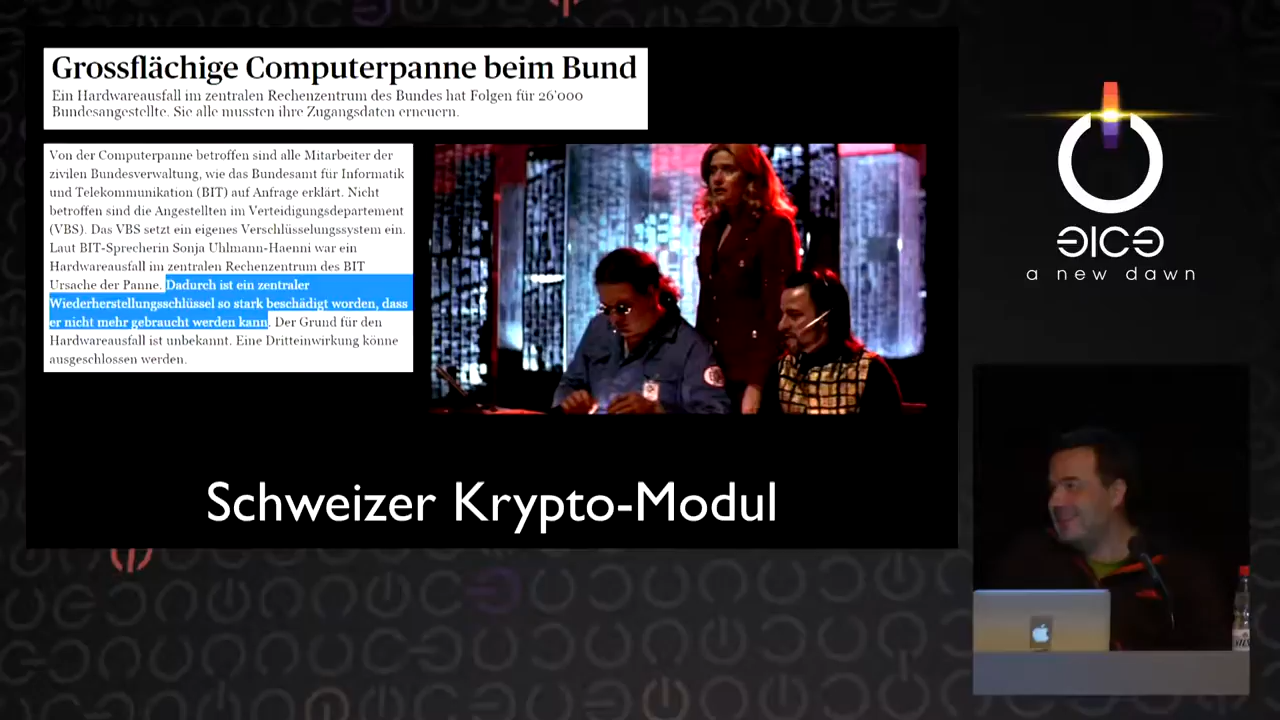 Grossflächige Computerpanne beim Bund
Ein Hardwareausfall im zentralen Rechenzentrum des Bundes hat Folgen für 26'000
Bundesangestellte. Sie alle mussten ihre Zugangsdaten erneuern.
Von der Computerpanne betroffen sind alle Mitarbeiter der
zivilen Bundesverwaltung, wie das Bundesamt für Informatik
und Telekommunikation (BIT) auf Anfrage erklärt. Nicht
betroffen sind die Angestellten im Verteidigungsdepartement
(VBS). Das VBS setzt ein eigenes Verschlüsselungssystem ein.
Laut BIT-Sprecherin Sonja Uhlmann-Haenni war ein
Hardwareausfall im zentralen Rechenzentrum des BIT
Ursache der Panne. Dadurch ist ein zentraler
Wiederherstellungsschlüssel so stark beschädigt worden, dass
er nicht mehr gebraucht werden kann. Der Grund für den
Hardwareausfall ist unbekannt. Eine Dritteinwirkung könne
ausgeschlossen werden.
Schweizer Krypto-Modul
a new dawn